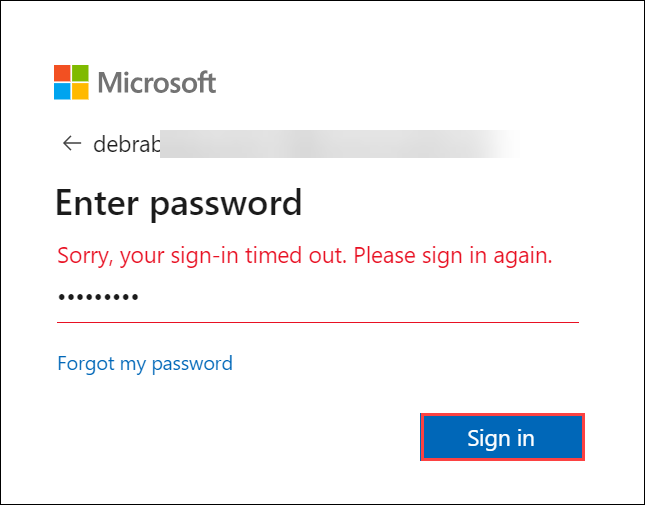 Microsoft
← debrab
Enter password
Sorry, your sign-in timed out. Please sign in again.
•••••••••
Forgot my password
Sign in